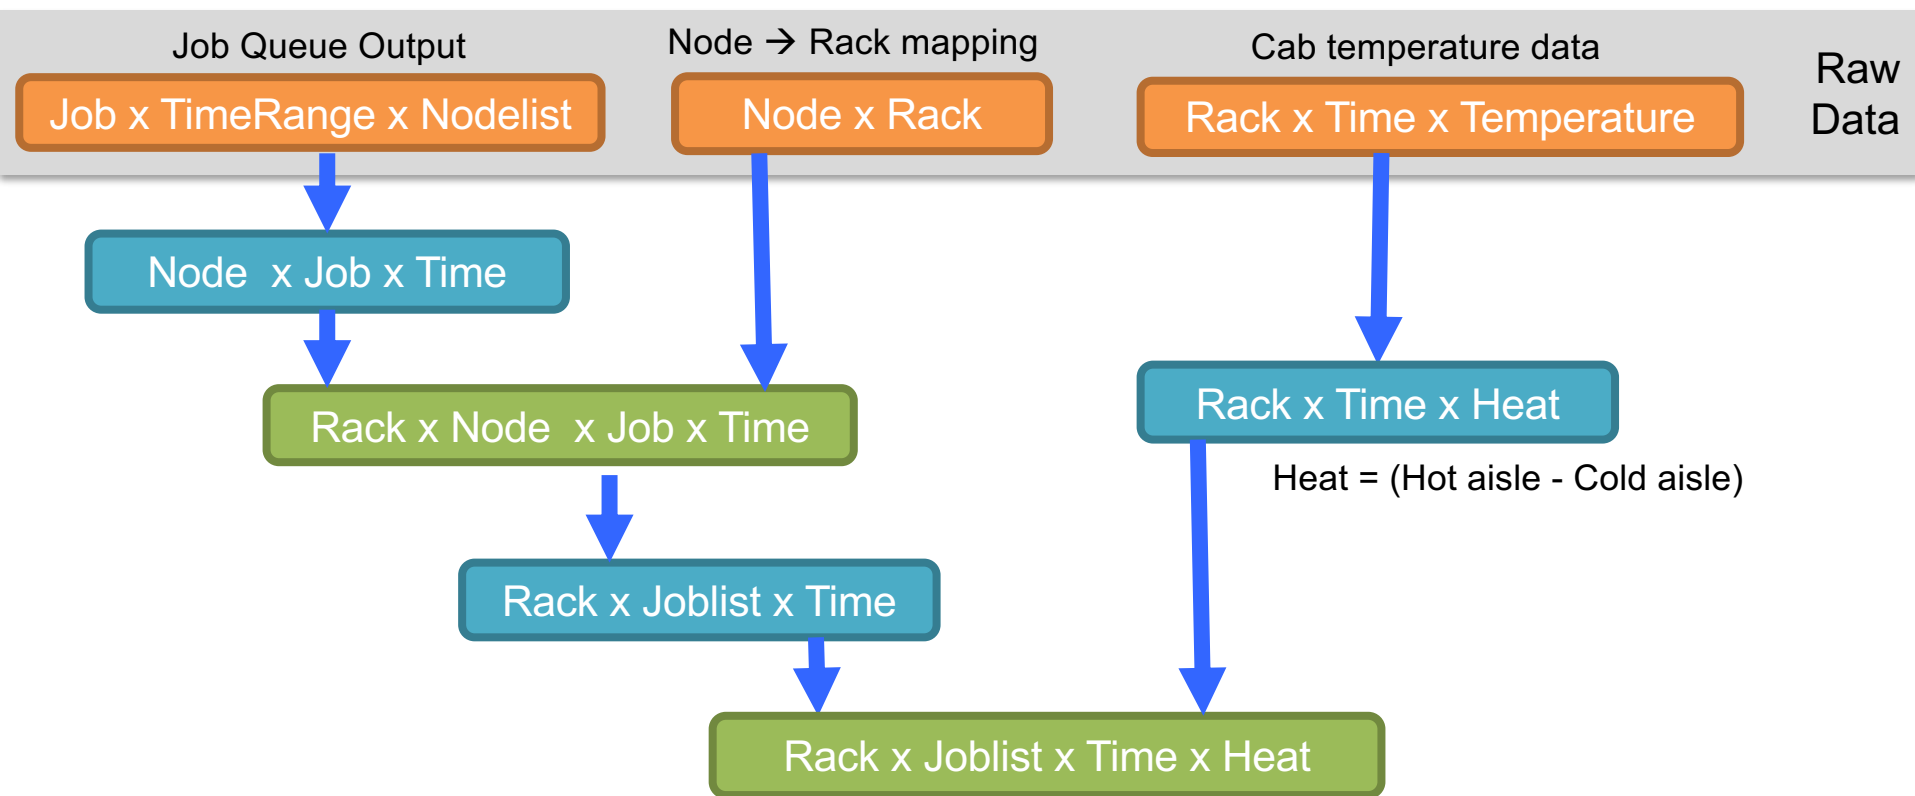 Job Queue Output
Node → Rack mapping
Cab temperature data
Raw
Data
Job x TimeRange x Nodelist
Node x Rack
Rack x Time x Temperature
Node x Job x Time
Rack x Node x Job x Time
Rack x Time x Heat
Heat = (Hot aisle - Cold aisle)
Rack x Joblist x Time
Rack x Joblist x Time x Heat